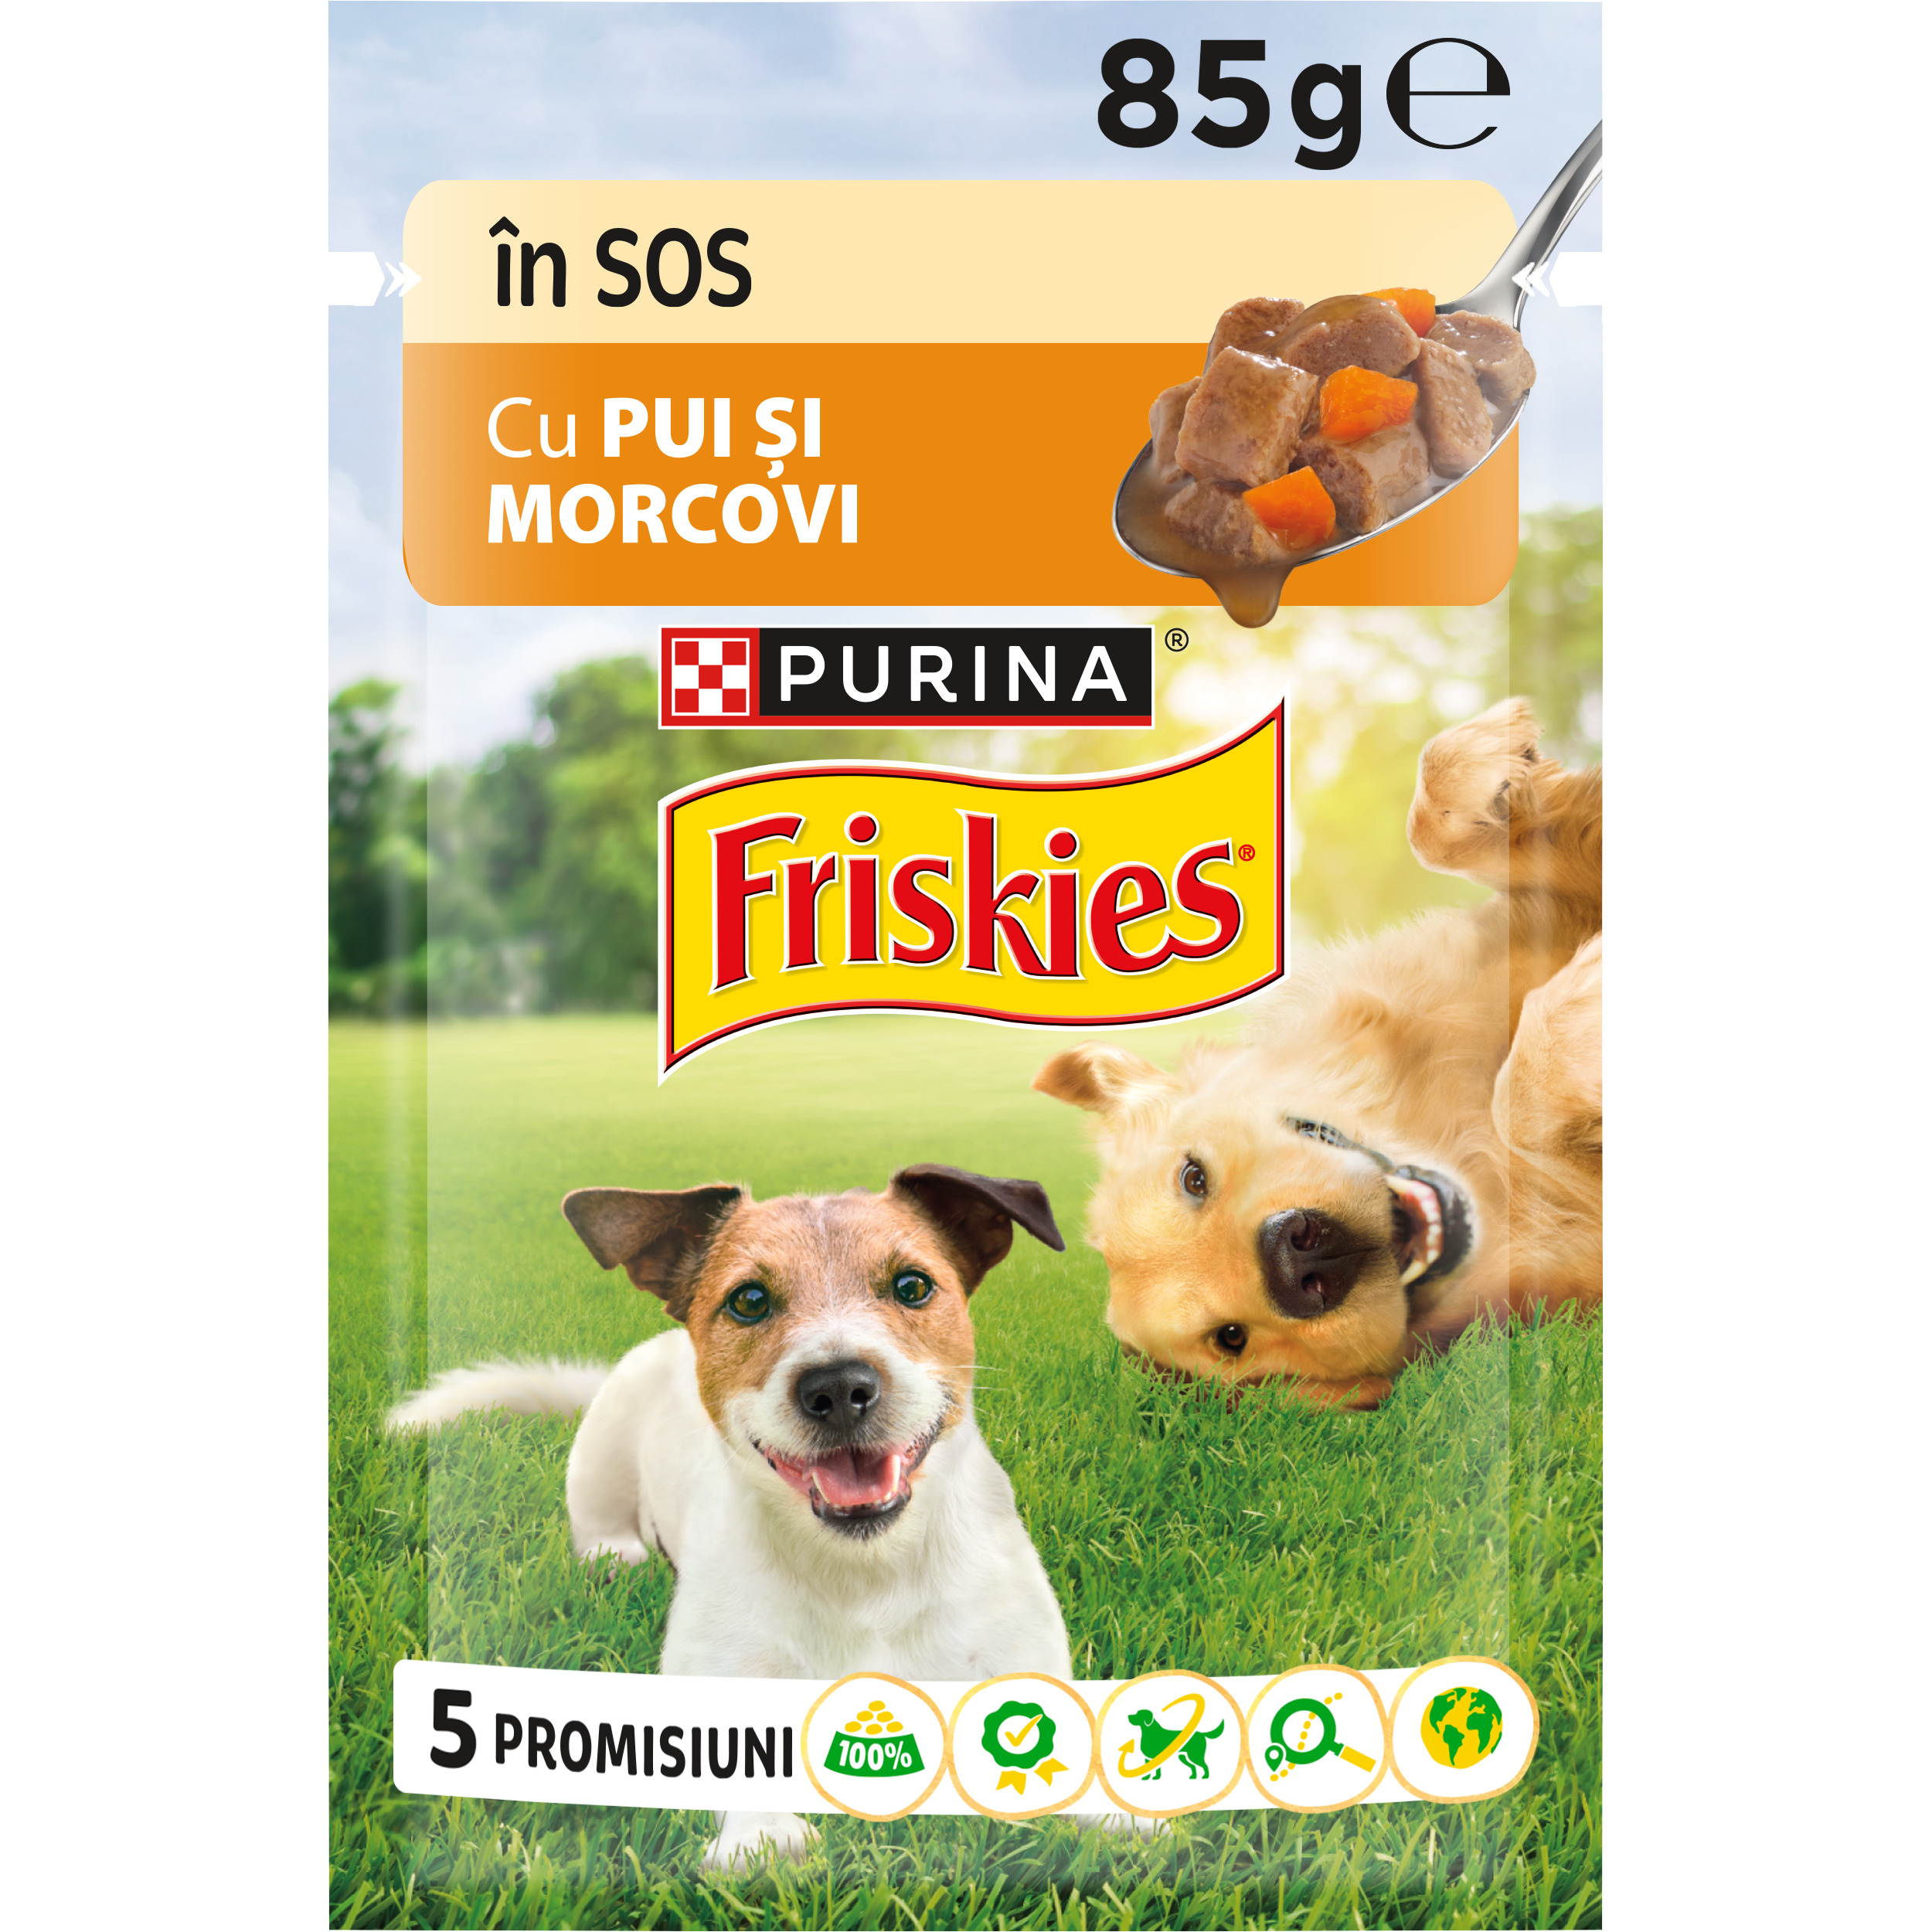 85g℮
în SOS
Cu PUI ȘI
MORCOVI
PURINA®
Friskies®
5 PROMISIUNI
100%